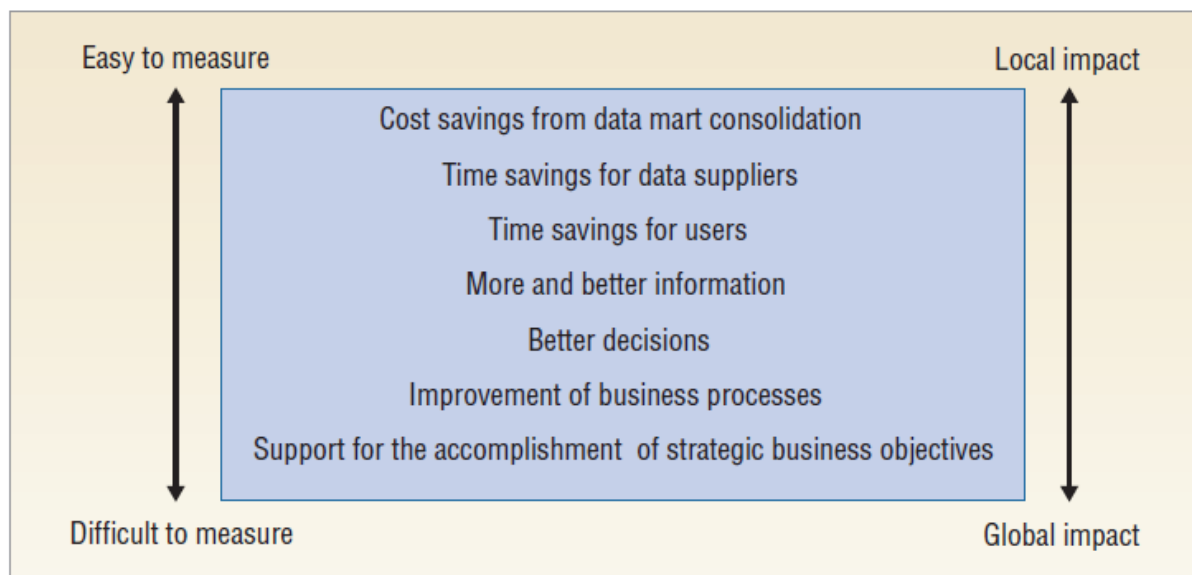 Easy to measure
Local impact
Cost savings from data mart consolidation
Time savings for data suppliers
Time savings for users
More and better information
Better decisions
Improvement of business processes
Support for the accomplishment of strategic business objectives
Difficult to measure
Global impact